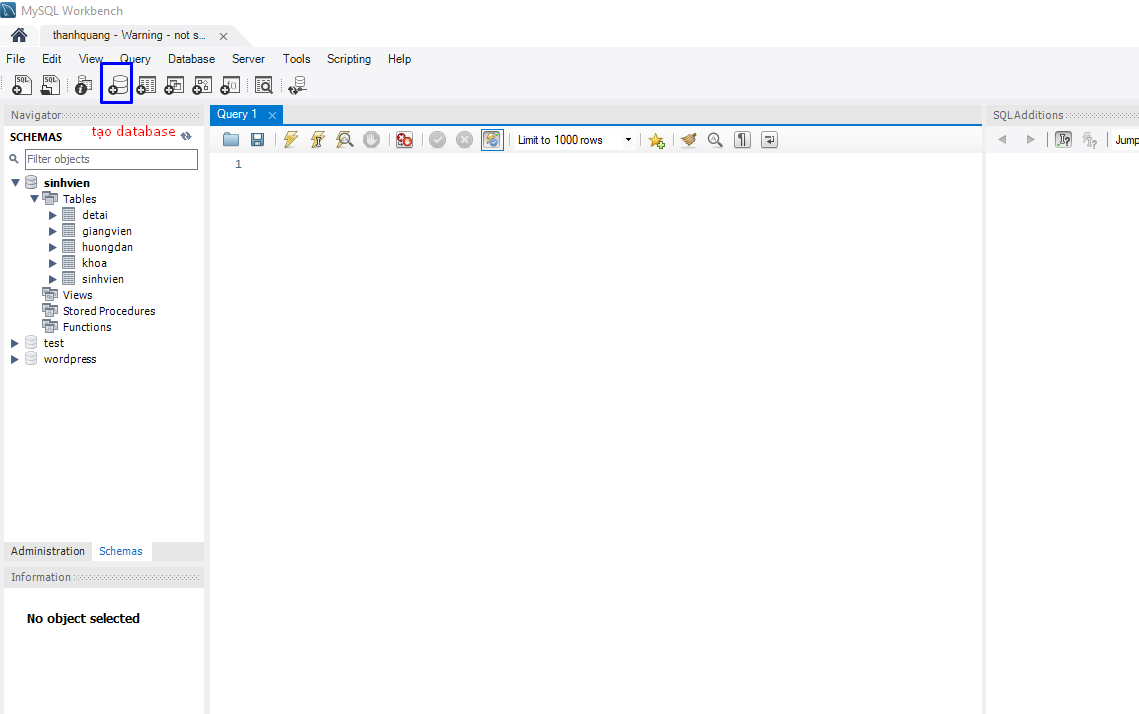 MySQL Workbench
thanhquang - Warning - not s...
File Edit View Query Database Server Tools Scripting Help
SQL SQL
Navigator
SCHEMAS
tạo database
Filter objects
sinhvien
Tables
detai
giangvien
huongdan
khoa
sinhvien
Views
Stored Procedures
Functions
test
wordpress
Administration Schemas
Information
No object selected
Query 1
Limit to 1000 rows
1
SQLAdditions
Jump